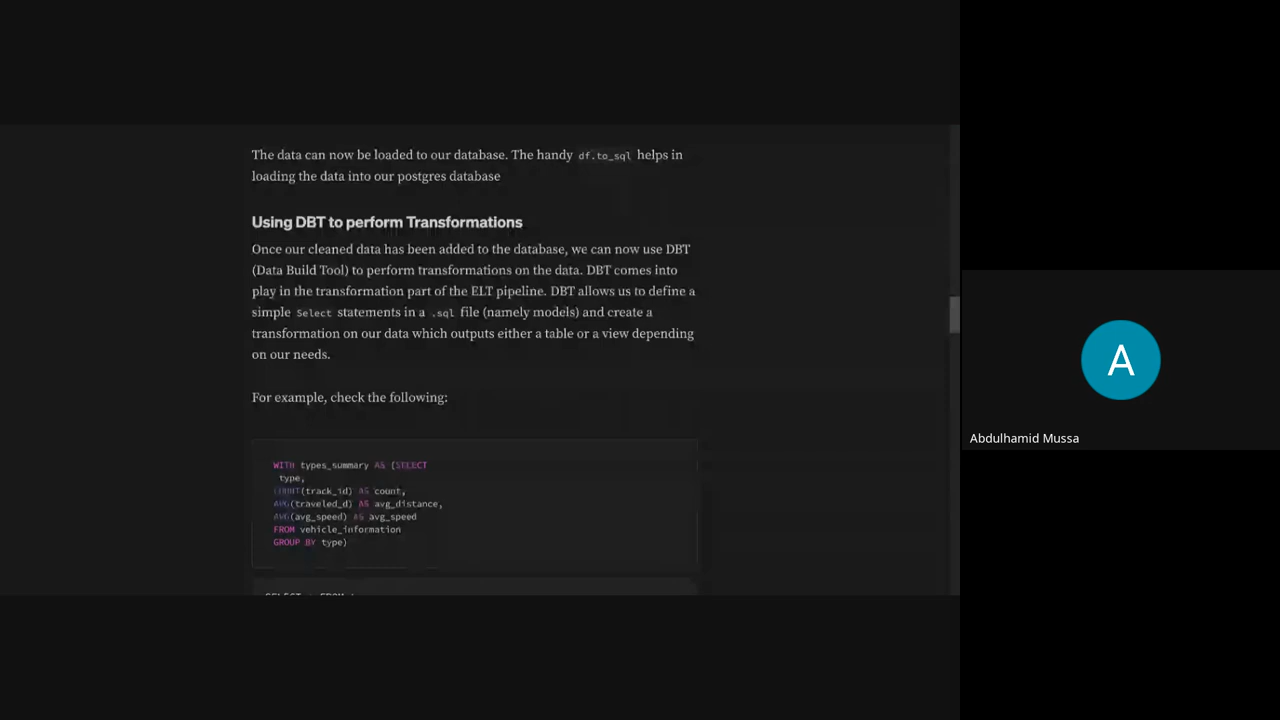 The data can now be loaded to our database. The handy df.to_sql helps in
loading the data into our postgres database
Using DBT to perform Transformations
Once our cleaned data has been added to the database, we can now use DBT
(Data Build Tool) to perform transformations on the data. DBT comes into
play in the transformation part of the ELT pipeline. DBT allows us to define a
simple Select statements in a .sql file (namely models) and create a
transformation on our data which outputs either a table or a view depending
on our needs.
For example, check the following:
WITH types_summary AS (SELECT
type,
COUNT(track_id) AS count,
AVG(traveled_d) AS avg_distance,
AVG(avg_speed) AS avg_speed
FROM vehicle_information
GROUP BY type)
SELECT * FROM
A
Abdulhamid Mussa